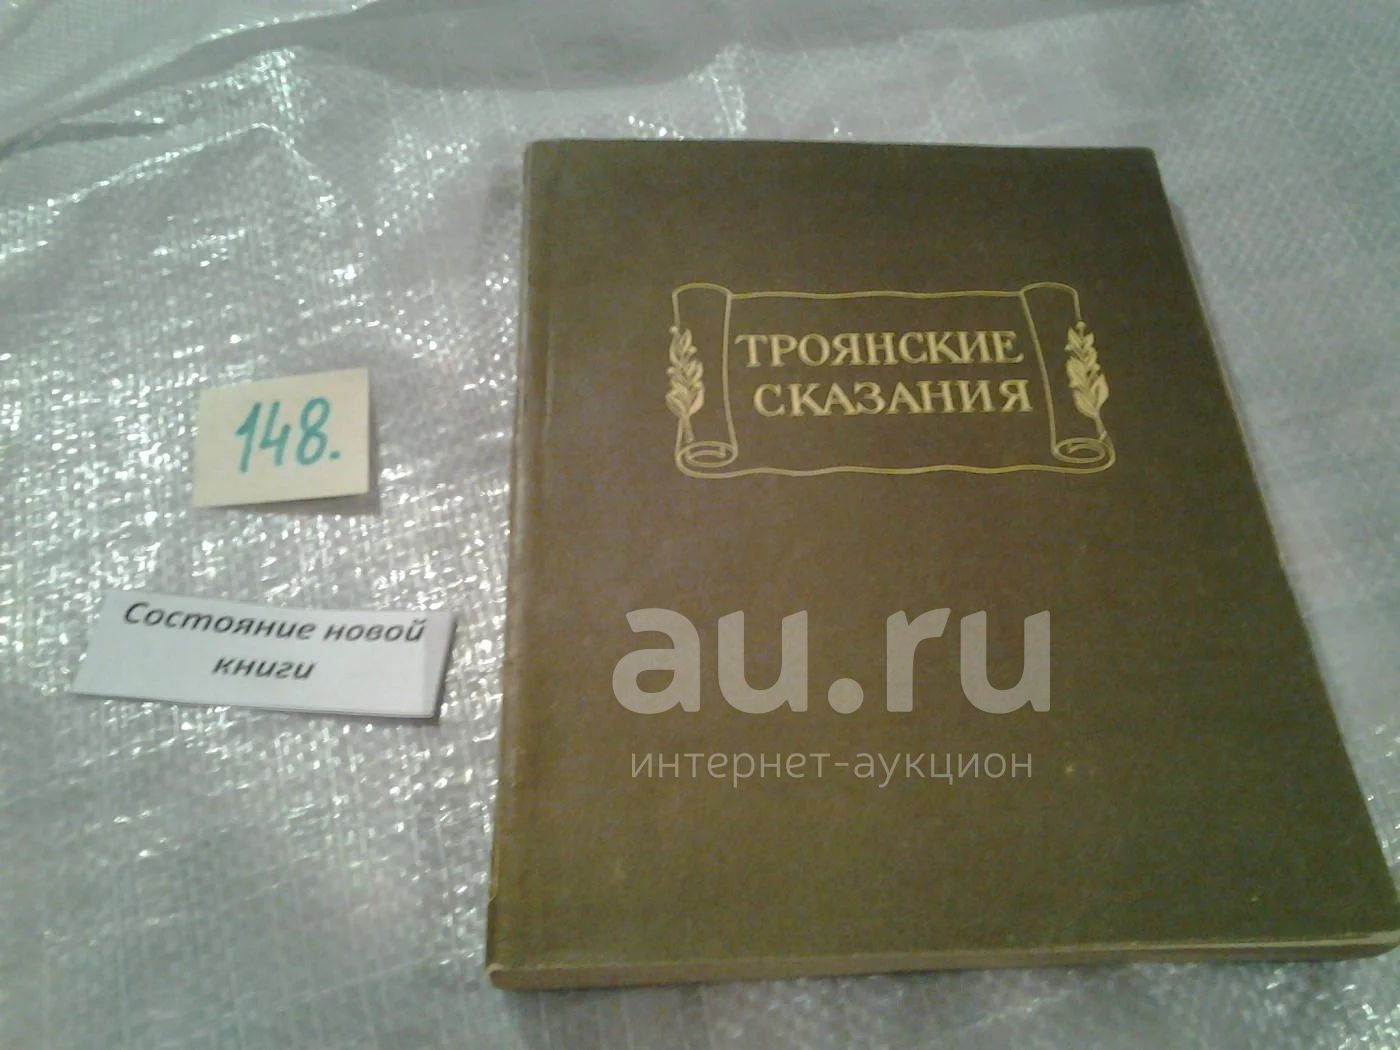 ТРОЯНСКИЕ
СКАЗАНИЯ
148.
Состояние новой
книги
au.ru
интернет-аукцион